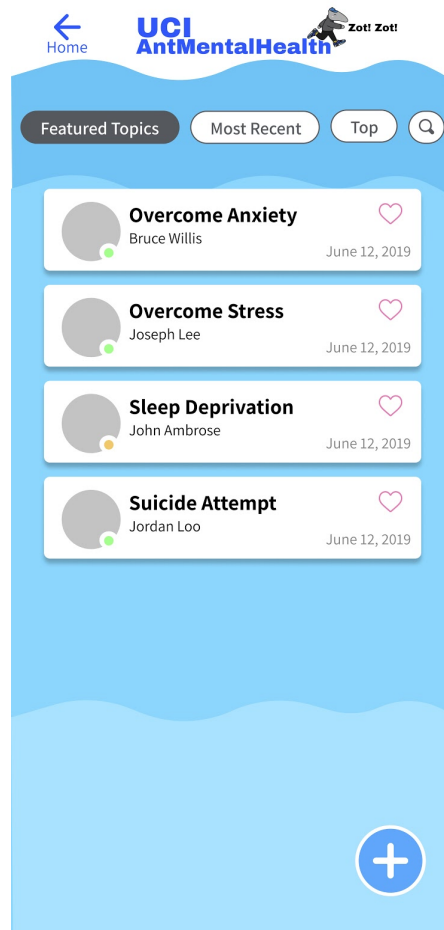 Home
UCI
AntMentalHealth
Zot! Zot!
Featured Topics
Most Recent
Top
Overcome Anxiety
Bruce Willis
June 12, 2019
Overcome Stress
Joseph Lee
June 12, 2019
Sleep Deprivation
John Ambrose
June 12, 2019
Suicide Attempt
Jordan Loo
June 12, 2019